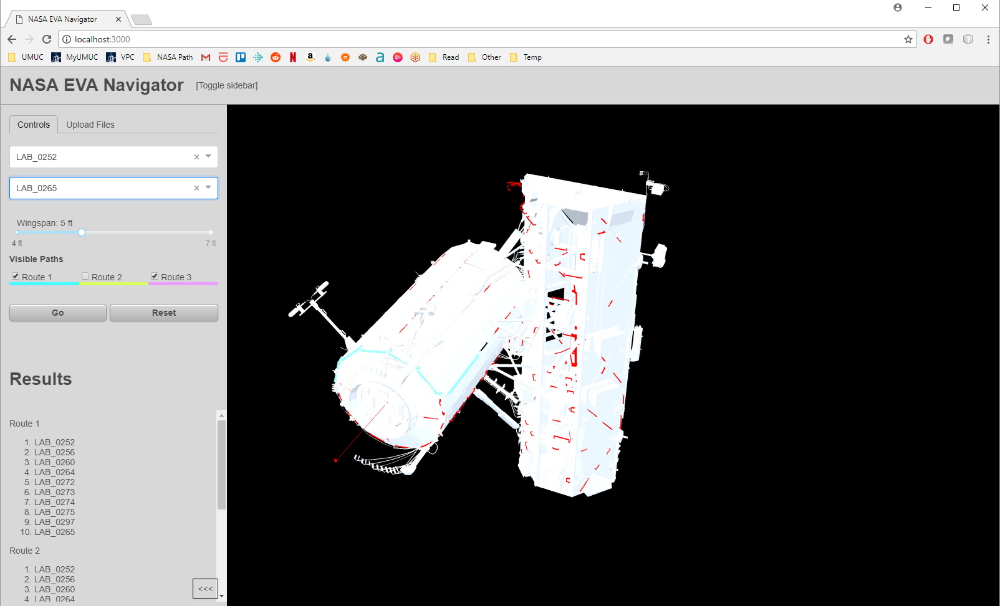 NASA EVA Navigator
localhost:3000
UMUC MyUMUC VPC NASA Path Read Other Temp
NASA EVA Navigator [Toggle sidebar]
Controls Upload Files
LAB_0252
LAB_0265
Wingspan: 5 ft
4 ft 7 ft
Visible Paths
Route 1 Route 2 Route 3
Go Reset
Results
Route 1
1. LAB_0252
2. LAB_0256
3. LAB_0260
4. LAB_0264
5. LAB_0272
6. LAB_0273
7. LAB_0274
8. LAB_0275
9. LAB_0297
10. LAB_0265
Route 2
1. LAB_0252
2. LAB_0256
3. LAB_0260
4. LAB_0264
<<<